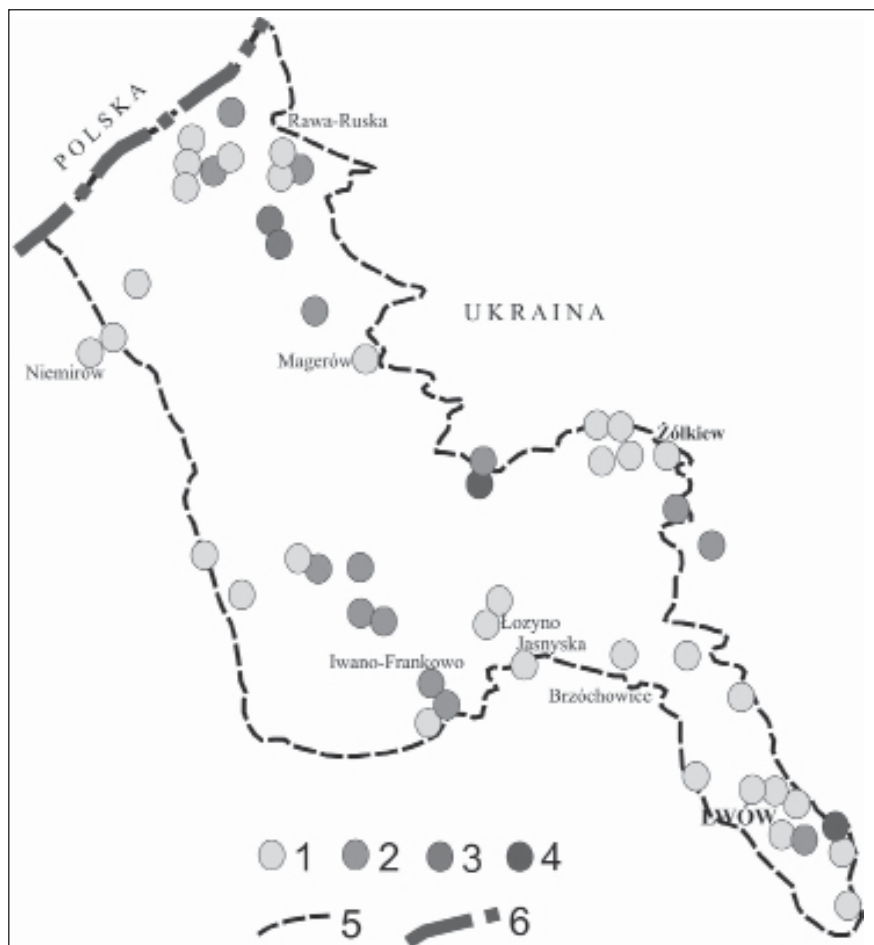 POLSKA
Rawa-Ruska
UKRAINA
Magerów
Niemirów
Żółkiew
Łozyno
Jasnyska
Iwano-Frankowo
Brzóchowice
LWÓW
1 2 3 4
5 6